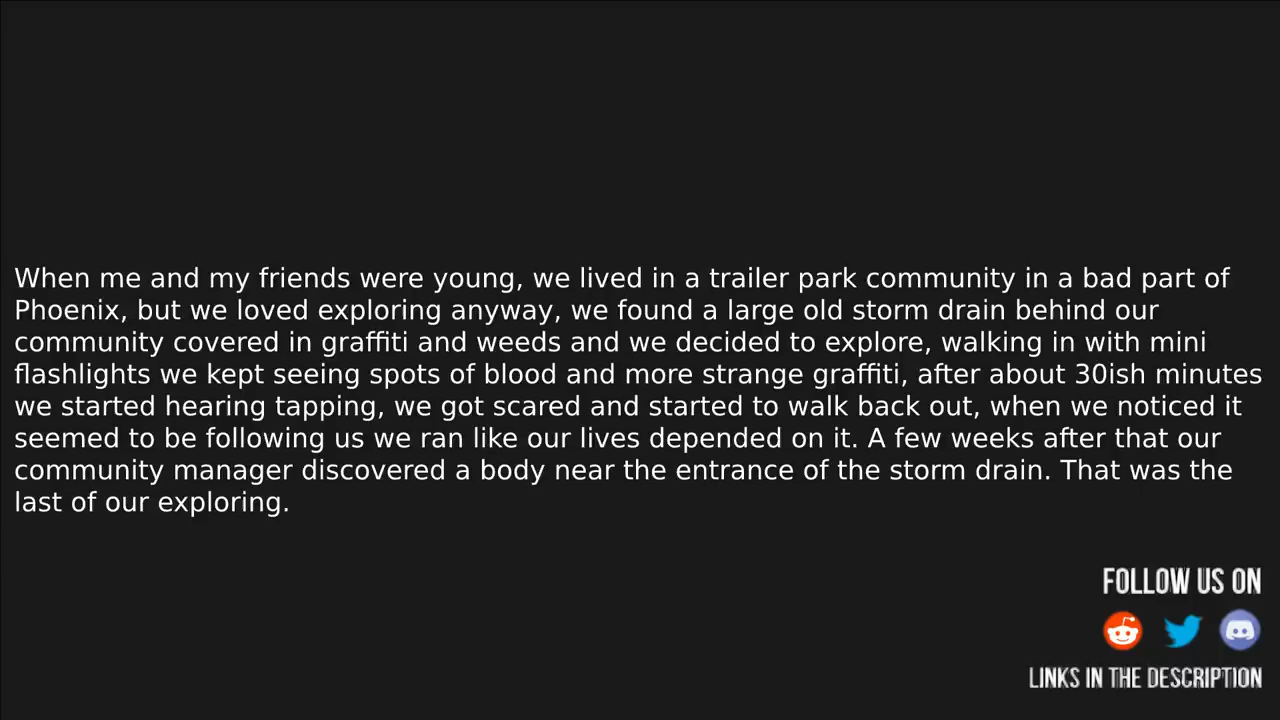 When me and my friends were young, we lived in a trailer park community in a bad part of
Phoenix, but we loved exploring anyway, we found a large old storm drain behind our
community covered in graffiti and weeds and we decided to explore, walking in with mini
flashlights we kept seeing spots of blood and more strange graffiti, after about 30ish minutes
we started hearing tapping, we got scared and started to walk back out, when we noticed it
seemed to be following us we ran like our lives depended on it. A few weeks after that our
community manager discovered a body near the entrance of the storm drain. That was the
last of our exploring.
FOLLOW US ON
LINKS IN THE DESCRIPTION